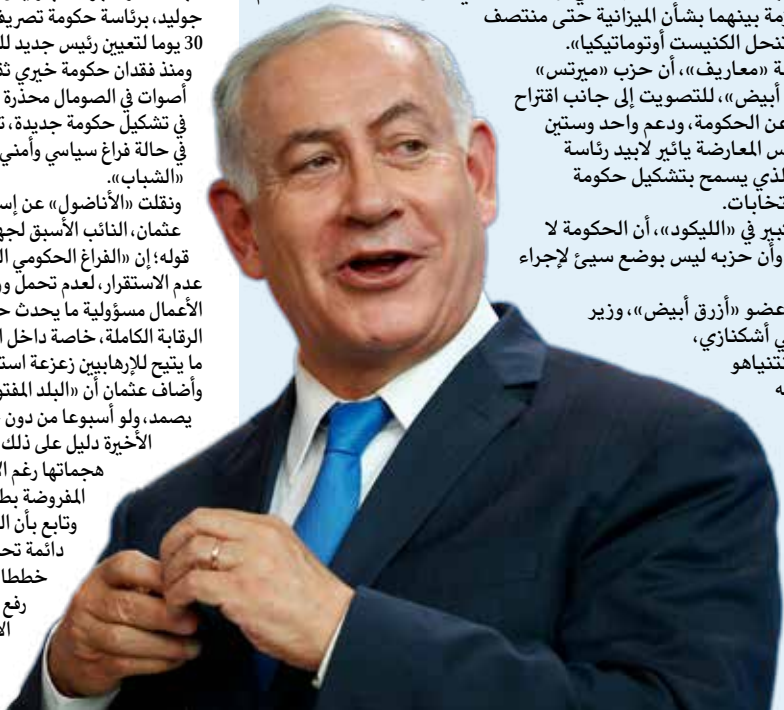 مة بينهما بشأن الميزانية حتى منتصف
تنحل الكنيست أوتوماتيكيا».
ة «معاريف»، أن حزب «ميرتس»
أبيض»، للتصويت إلى جانب اقتراح
عن الحكومة، ودعم واحد وستين
س المعارضة يائير لابيد رئاسة
لذي يسمح بتشكيل حكومة
تخابات.
بير في «الليكود»، أن الحكومة لا
وأن حزبه ليس بوضع سيئ لإجراء
عضو «أزرق أبيض»، وزير
ي أشكنازي،
تنياهو
ه
جوليد، برئاسة حكومة تصريف
30 يوما لتعيين رئيس جديد لل
ومنذ فقدان حكومة خيري ثق
أصوات في الصومال محذرة
في تشكيل حكومة جديدة، ت
في حالة فراغ سياسي وأمني
«الشباب».
ونقلت «الأناضول» عن إس
عثمان، النائب الأسبق لجه
قوله؛ إن «الفراغ الحكومي ال
عدم الاستقرار، لعدم تحمل وز
الأعمال مسؤولية ما يحدث ح
الرقابة الكاملة، خاصة داخل ا
ما يتيح للإرهابيين زعزعة است
وأضاف عثمان أن «البلد المفتو
يصمد، ولو أسبوعا من دون
الأخيرة دليل على ذلك
هجماتها رغم الا
المفروضة بط
وتابع بأن ال
دائمة تح
خططا
رفع
الا